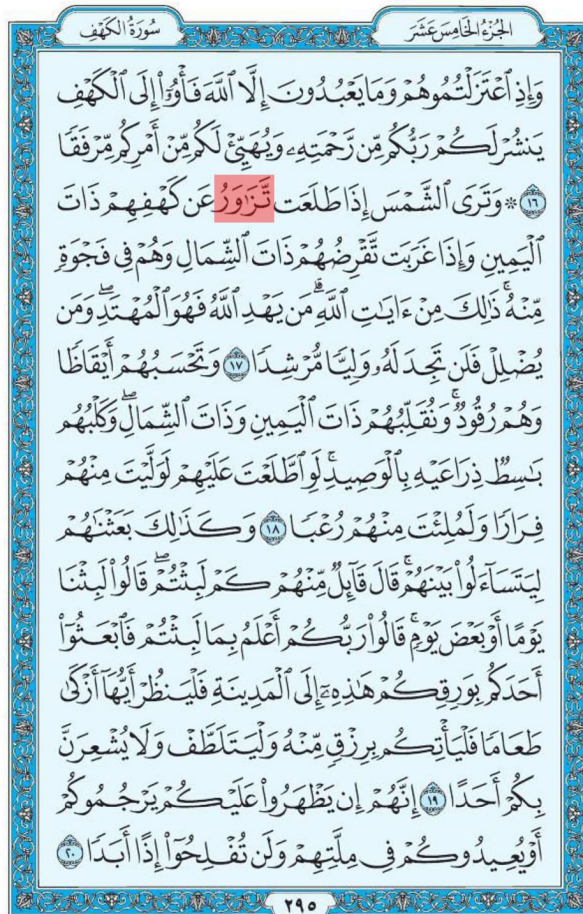 الجُزْءُ الخَامِسَ عَشَرَ
سُورَةُ الكَهْفِ
وَإِذِ ٱعْتَزَلْتُمُوهُمْ وَمَا يَعْبُدُونَ إِلَّا ٱللَّهَ فَأْوُۥٓا۟ إِلَى ٱلْكَهْفِ
يَنشُرْ لَكُمْ رَبُّكُم مِّن رَّحْمَتِهِۦ وَيُهَيِّئْ لَكُم مِّنْ أَمْرِكُم مِّرْفَقًا
١٦ ۞ وَتَرَى ٱلشَّمْسَ إِذَا طَلَعَت تَّزَٰوَرُ عَن كَهْفِهِمْ ذَاتَ
ٱلْيَمِينِ وَإِذَا غَرَبَت تَّقْرِضُهُمْ ذَاتَ ٱلشِّمَالِ وَهُمْ فِى فَجْوَةٍ
مِّنْهُ ۚ ذَٰلِكَ مِنْ ءَايَٰتِ ٱللَّهِ ۗ مَن يَهْدِ ٱللَّهُ فَهُوَ ٱلْمُهْتَدِ ۖ وَمَن
يُضْلِلْ فَلَن تَجِدَ لَهُۥ وَلِيًّا مُّرْشِدًا ١٧ وَتَحْسَبُهُمْ أَيْقَاظًا
وَهُمْ رُقُودٌ ۚ وَنُقَلِّبُهُمْ ذَاتَ ٱلْيَمِينِ وَذَاتَ ٱلشِّمَالِ ۖ وَكَلْبُهُم
بَٰسِطٌ ذِرَاعَيْهِ بِٱلْوَصِيدِ ۚ لَوِ ٱطَّلَعْتَ عَلَيْهِمْ لَوَلَّيْتَ مِنْهُمْ
فِرَارًا وَلَمُلِئْتَ مِنْهُمْ رُعْبًا ١٨ وَكَذَٰلِكَ بَعَثْنَٰهُمْ
لِيَتَسَآءَلُوا۟ بَيْنَهُمْ ۚ قَالَ قَآئِلٌ مِّنْهُمْ كَمْ لَبِثْتُمْ ۖ قَالُوا۟ لَبِثْنَا
يَوْمًا أَوْ بَعْضَ يَوْمٍ ۚ قَالُوا۟ رَبُّكُمْ أَعْلَمُ بِمَا لَبِثْتُمْ فَٱبْعَثُوٓا۟
أَحَدَكُم بِوَرِقِكُمْ هَٰذِهِۦٓ إِلَى ٱلْمَدِينَةِ فَلْيَنظُرْ أَيُّهَآ أَزْكَىٰ
طَعَامًا فَلْيَأْتِكُم بِرِزْقٍ مِّنْهُ وَلْيَتَلَطَّفْ وَلَا يُشْعِرَنَّ
بِكُمْ أَحَدًا ١٩ إِنَّهُمْ إِن يَظْهَرُوا۟ عَلَيْكُمْ يَرْجُمُوكُمْ
أَوْ يُعِيدُوكُمْ فِى مِلَّتِهِمْ وَلَن تُفْلِحُوٓا۟ إِذًا أَبَدًا ٢٠
٢٩٥